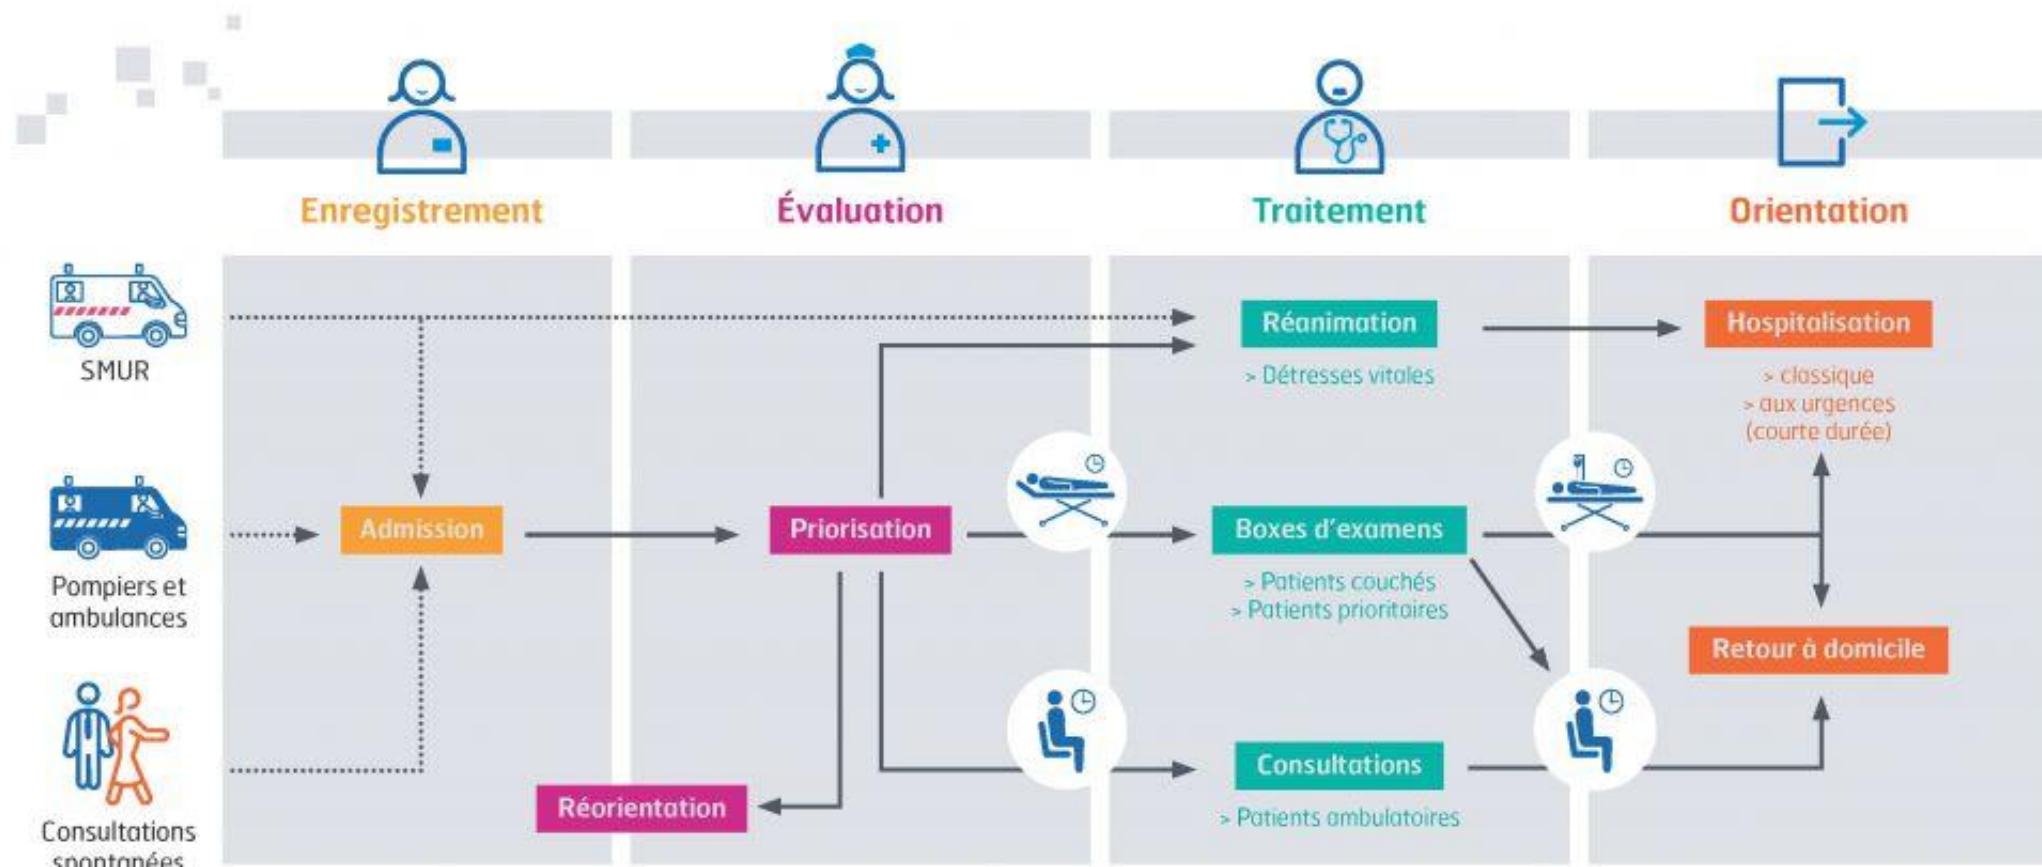 Enregistrement
Évaluation
Traitement
Orientation
SMUR
Réanimation
> Détresses vitales
Hospitalisation
> classique
> aux urgences
(courte durée)
Pompiers et
ambulances
Admission
Priorisation
Boxes d'examens
> Patients couchés
> Patients prioritaires
Retour à domicile
Consultations
spontanées
Réorientation
Consultations
> Patients ambulatoires